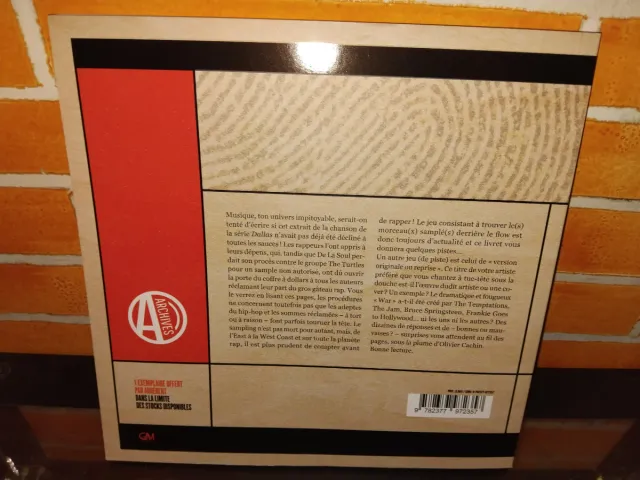 Musique, ton univers impitoyable, serait-on
tenté d'écrire si cet extrait de la chanson de
la série Dallas n'avait pas déjà été décliné à
toutes les sauces ! Les rappeurs l'ont appris à
leurs dépens, qui, tandis que De La Soul per-
dait son procès contre le groupe The Turtles
pour un sample non autorisé, ont dû ouvrir
la porte du coffre à dollars à tous les auteurs
réclamant leur part du gros gâteau rap. Vous
le verrez en lisant ces pages, les procédures
ne concernent toutefois pas que les adeptes
du hip-hop et les sommes réclamées – à tort
ou à raison – font parfois tourner la tête. Le
sampling n'est pas mort pour autant, mais, de
l'East à la West Coast et sur toute la planète
rap, il est plus prudent de compter avant
de rapper ! Le jeu consistant à trouver le(s)
morceau(x) samplé(s) derrière le flow est
donc toujours d'actualité et ce livret vous
donnera quelques pistes...
Un autre jeu (de piste) est celui de « version
originale ou reprise ». Ce titre de votre artiste
préféré que vous chantez à tue-tête sous la
douche est-il l'œuvre dudit artiste ou une co-
ver ? Un exemple ? Le dramatique et fougueux
« War » a-t-il été créé par The Temptations,
The Jam, Bruce Springsteen, Frankie Goes
to Hollywood... ni les uns ni les autres ? Des
dizaines de réponses et de – bonnes ou mau-
vaises ? – surprises vous attendent au fil des
pages, sous la plume d'Olivier Cachin.
Bonne lecture.
A
ARCHIVES
1 EXEMPLAIRE OFFERT
PAR ADHÉRENT
DANS LA LIMITE
DES STOCKS DISPONIBLES
9 782377 972357
GM